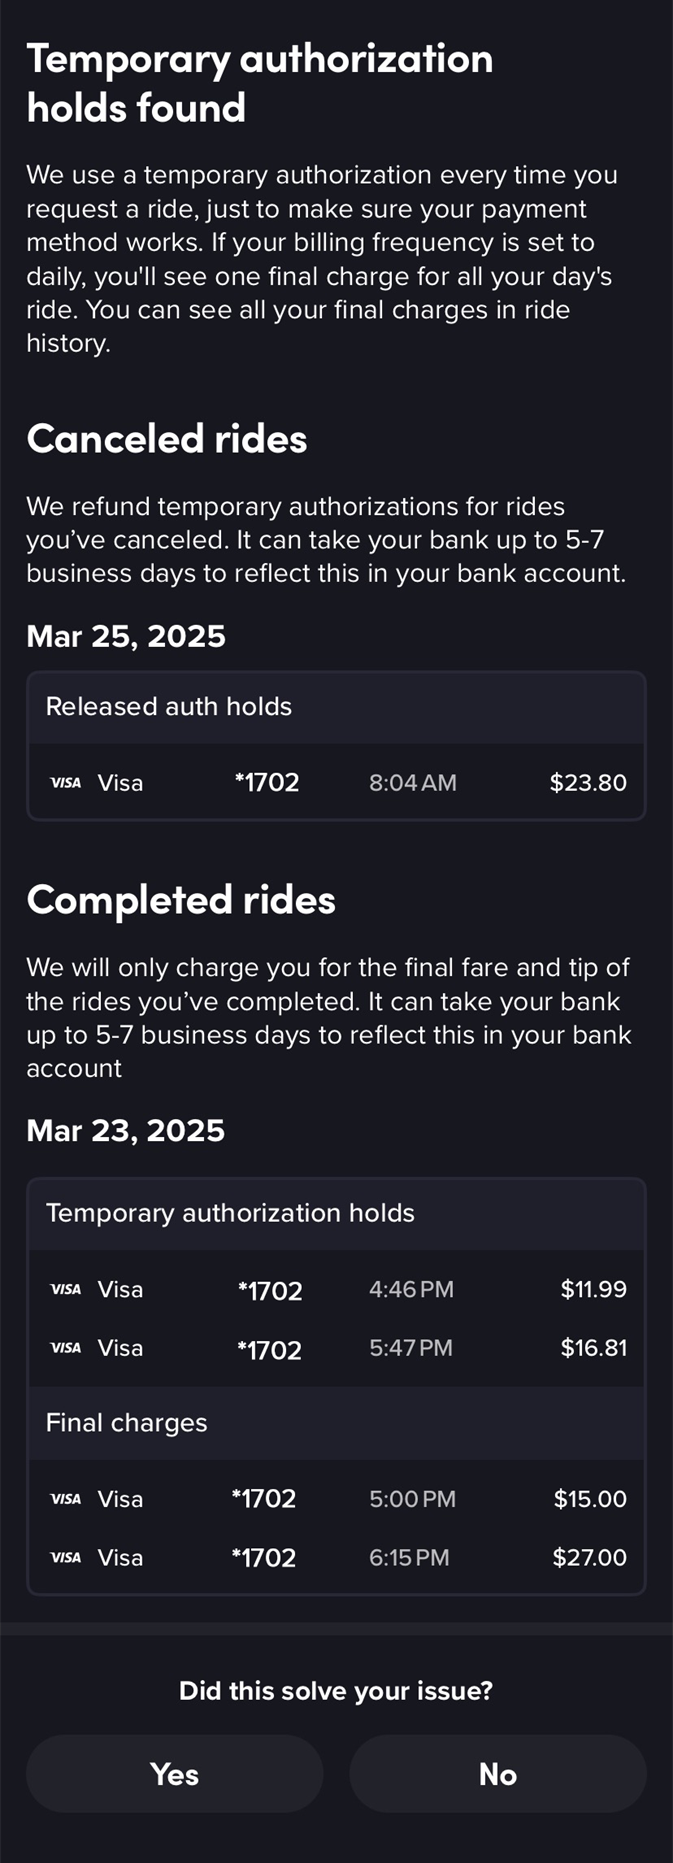 Temporary authorization
holds found
We use a temporary authorization every time you
request a ride, just to make sure your payment
method works. If your billing frequency is set to
daily, you'll see one final charge for all your day's
ride. You can see all your final charges in ride
history.
Canceled rides
We refund temporary authorizations for rides
you’ve canceled. It can take your bank up to 5-7
business days to reflect this in your bank account.
Mar 25, 2025
Released auth holds
VISA Visa *1702 8:04 AM $23.80
Completed rides
We will only charge you for the final fare and tip of
the rides you’ve completed. It can take your bank
up to 5-7 business days to reflect this in your bank
account
Mar 23, 2025
Temporary authorization holds
VISA Visa *1702 4:46 PM $11.99
VISA Visa *1702 5:47 PM $16.81
Final charges
VISA Visa *1702 5:00 PM $15.00
VISA Visa *1702 6:15 PM $27.00
Did this solve your issue?
Yes No